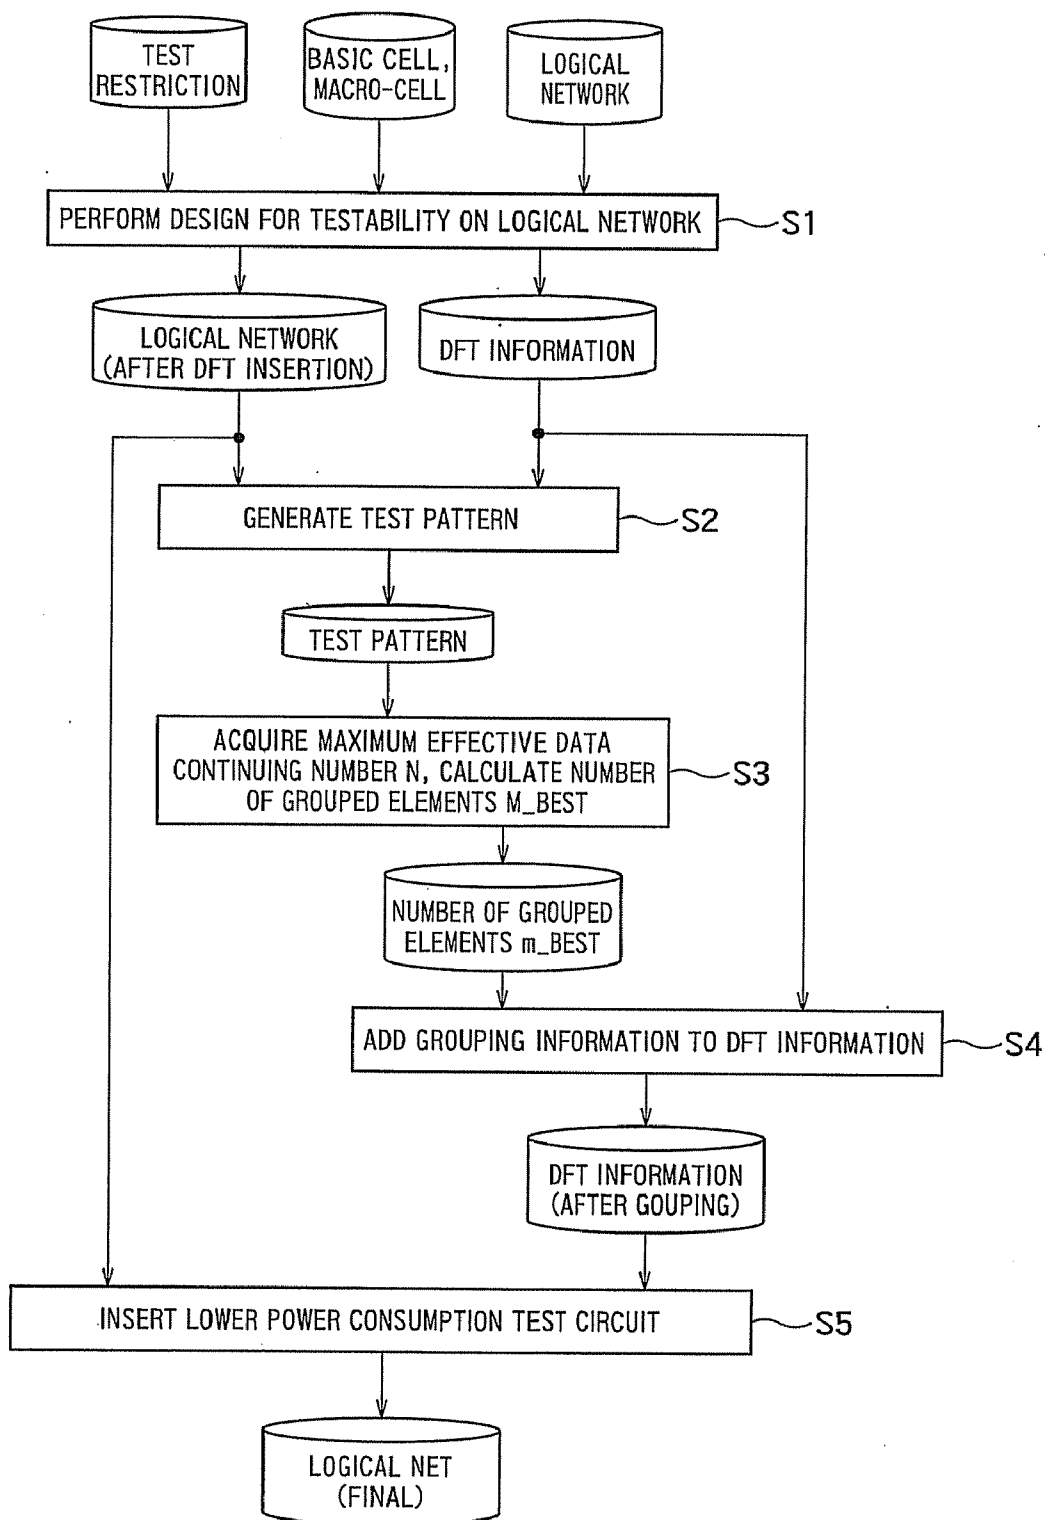 TEST
RESTRICTION
BASIC CELL,
MACRO-CELL
LOGICAL
NETWORK
PERFORM DESIGN FOR TESTABILITY ON LOGICAL NETWORK
S1
LOGICAL NETWORK
(AFTER DFT INSERTION)
DFT INFORMATION
GENERATE TEST PATTERN
S2
TEST PATTERN
ACQUIRE MAXIMUM EFFECTIVE DATA
CONTINUING NUMBER N, CALCULATE NUMBER
OF GROUPED ELEMENTS M_BEST
S3
NUMBER OF GROUPED
ELEMENTS m_BEST
ADD GROUPING INFORMATION TO DFT INFORMATION
S4
DFT INFORMATION
(AFTER GOUPING)
INSERT LOWER POWER CONSUMPTION TEST CIRCUIT
S5
LOGICAL NET
(FINAL)